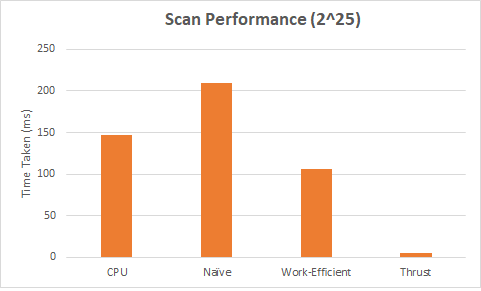 Scan Performance (2^25)
Time Taken (ms)
250
200
150
100
50
0
CPU
Naïve
Work-Efficient
Thrust